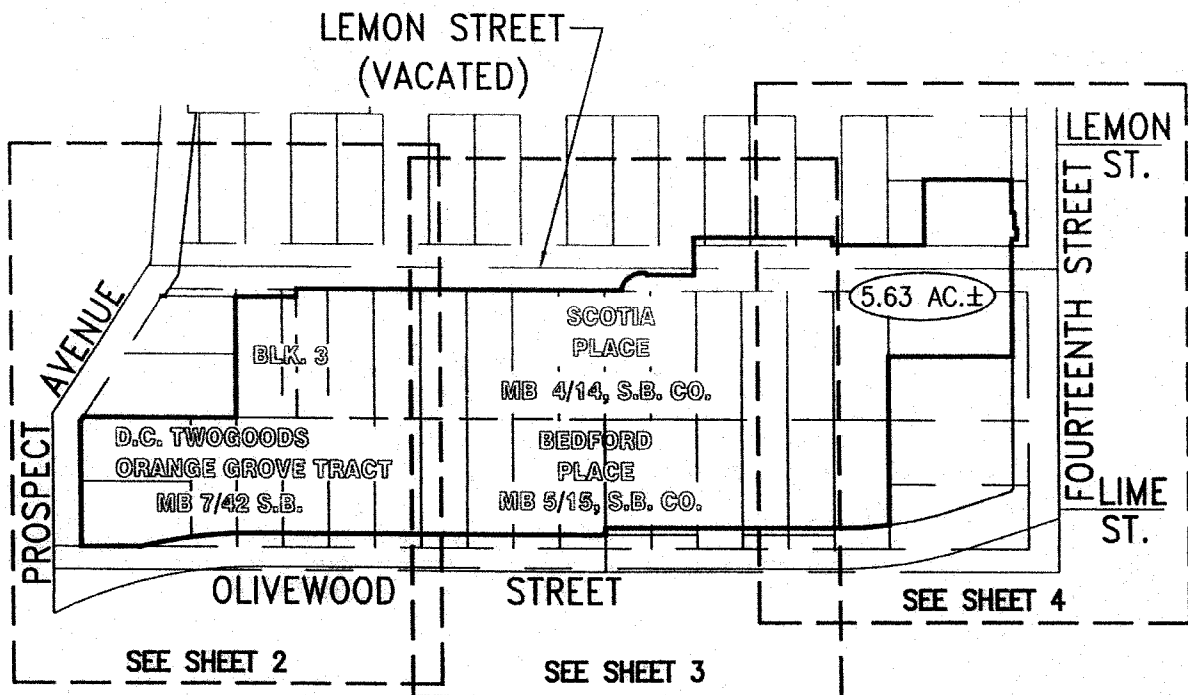 LEMON STREET
(VACATED)
LEMON
ST.
FOURTEENTH STREET
5.63 AC.±
SCOTIA
PLACE
MB 4/14, S.B. CO.
BLK. 3
PROSPECT
AVENUE
D.C. TWOGOODS
ORANGE GROVE TRACT
MB 7/42 S.B.
BEDFORD
PLACE
MB 5/15, S.B. CO.
LIME
ST.
OLIVEWOOD STREET
SEE SHEET 4
SEE SHEET 2
SEE SHEET 3